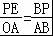 PE/OA = BP/AB